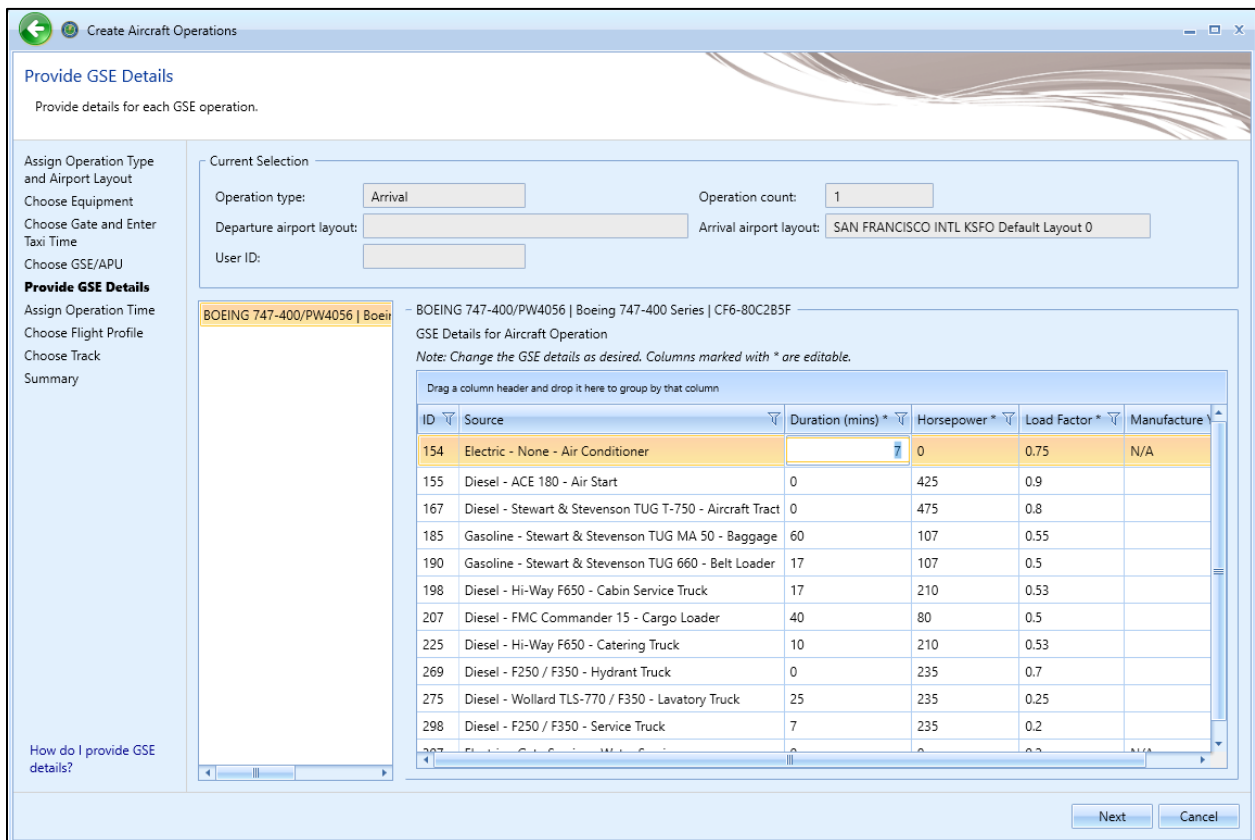 Create Aircraft Operations
Provide GSE Details
Provide details for each GSE operation.
Assign Operation Type
and Airport Layout
Choose Equipment
Choose Gate and Enter
Taxi Time
Choose GSE/APU
Provide GSE Details
Assign Operation Time
Choose Flight Profile
Choose Track
Summary
How do I provide GSE
details?
Current Selection
Operation type: Arrival Operation count: 1
Departure airport layout: Arrival airport layout: SAN FRANCISCO INTL KSFO Default Layout 0
User ID:
BOEING 747-400/PW4056 | Boeir
BOEING 747-400/PW4056 | Boeing 747-400 Series | CF6-80C2B5F
GSE Details for Aircraft Operation
Note: Change the GSE details as desired. Columns marked with * are editable.
Drag a column header and drop it here to group by that column
ID Source Duration (mins) * Horsepower * Load Factor * Manufacture
154 Electric - None - Air Conditioner 7 0 0.75 N/A
155 Diesel - ACE 180 - Air Start 0 425 0.9
167 Diesel - Stewart & Stevenson TUG T-750 - Aircraft Tract 0 475 0.8
185 Gasoline - Stewart & Stevenson TUG MA 50 - Baggage 60 107 0.55
190 Gasoline - Stewart & Stevenson TUG 660 - Belt Loader 17 107 0.5
198 Diesel - Hi-Way F650 - Cabin Service Truck 17 210 0.53
207 Diesel - FMC Commander 15 - Cargo Loader 40 80 0.5
225 Diesel - Hi-Way F650 - Catering Truck 10 210 0.53
269 Diesel - F250 / F350 - Hydrant Truck 0 235 0.7
275 Diesel - Wollard TLS-770 / F350 - Lavatory Truck 25 235 0.25
298 Diesel - F250 / F350 - Service Truck 7 235 0.2
Next Cancel